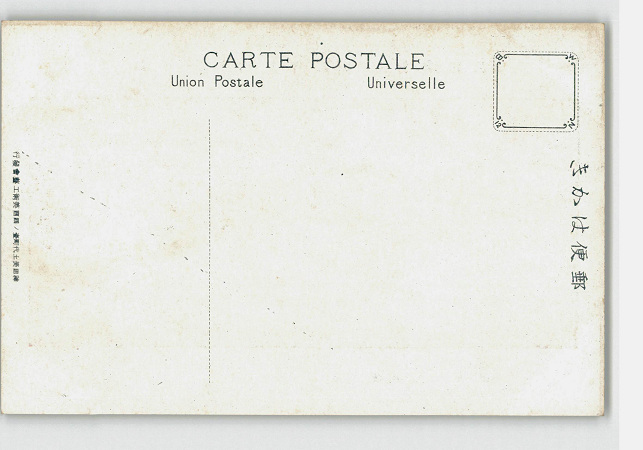 CARTE POSTALE
Union Postale Universelle
きかは便郵